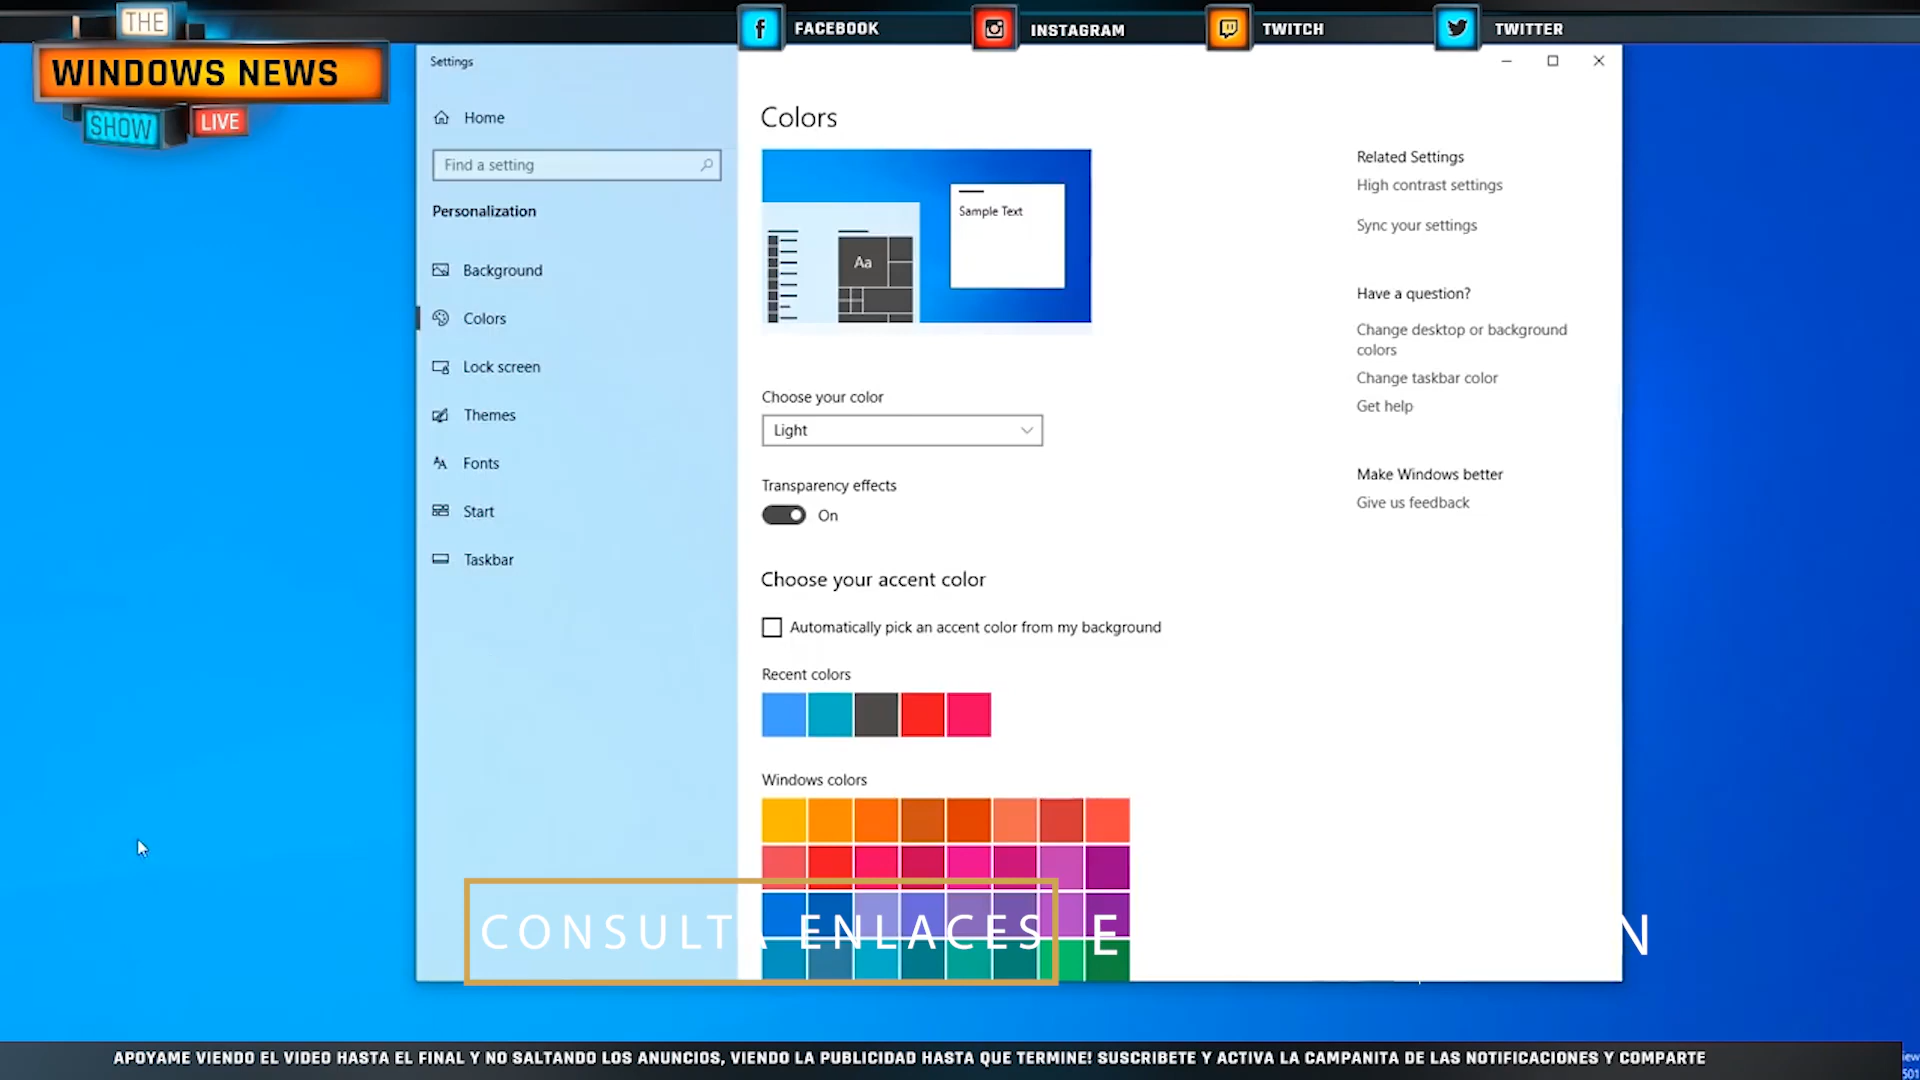 THE
WINDOWS NEWS
SHOW
LIVE
FACEBOOK
INSTAGRAM
TWITCH
TWITTER
Settings
Home
Find a setting
Personalization
Background
Colors
Lock screen
Themes
Fonts
Start
Taskbar
Colors
Sample Text
Aa
Choose your color
Light
Transparency effects
On
Choose your accent color
Automatically pick an accent color from my background
Recent colors
Windows colors
Related Settings
High contrast settings
Sync your settings
Have a question?
Change desktop or background
colors
Change taskbar color
Get help
Make Windows better
Give us feedback
CONSULTA ENLACES E N
APOYAME VIENDO EL VIDEO HASTA EL FINAL Y NO SALTANDO LOS ANUNCIOS, VIENDO LA PUBLICIDAD HASTA QUE TERMINE! SUSCRIBETE Y ACTIVA LA CAMPANITA DE LAS NOTIFICACIONES Y COMPARTE